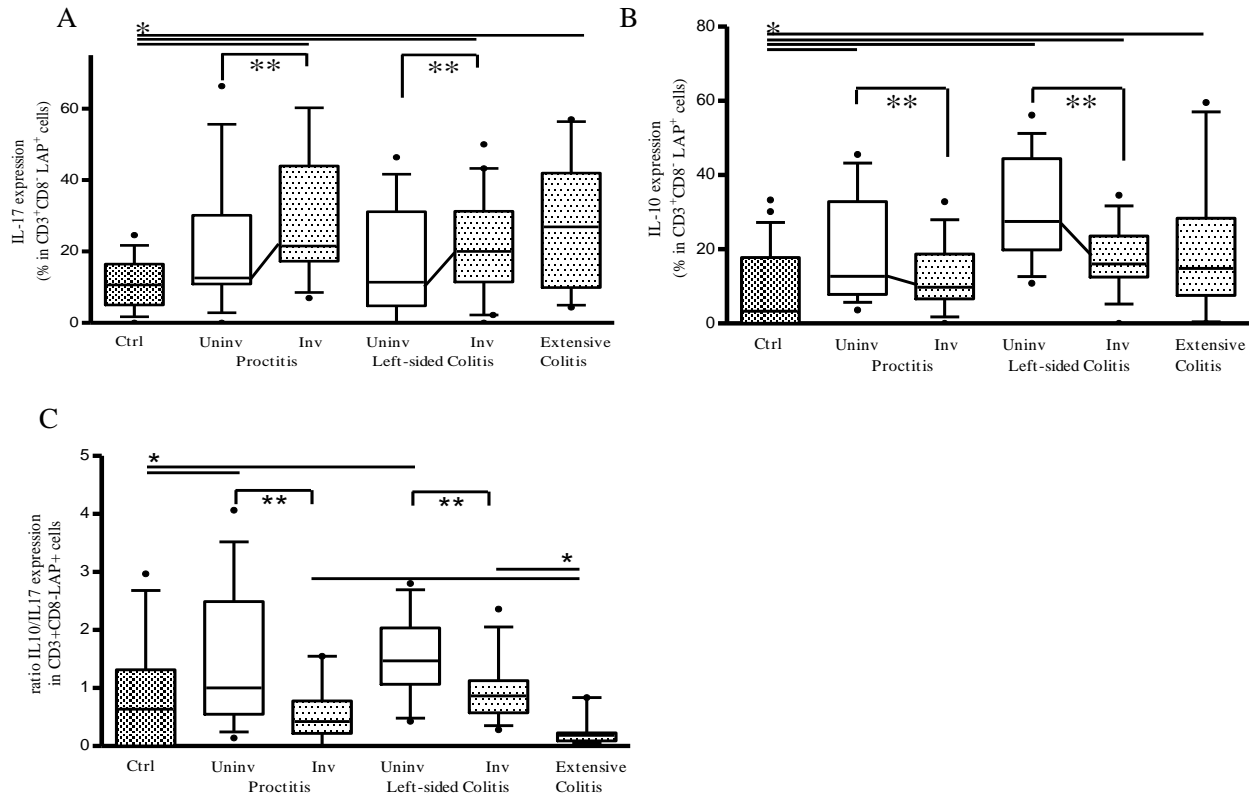 A
*
** **
IL-17 expression
(% in CD3+CD8- LAP+ cells)
60
40
20
0
Ctrl Uninv Inv Uninv Inv Extensive
Proctitis Left-sided Colitis Colitis
B
*
** **
IL-10 expression
(% in CD3+CD8- LAP+ cells)
80
60
40
20
0
Ctrl Uninv Inv Uninv Inv Extensive
Proctitis Left-sided Colitis Colitis
C
*
** **
*
ratio IL10/IL17 expression
in CD3+CD8-LAP+ cells
5
4
3
2
1
0
Ctrl Uninv Inv Uninv Inv Extensive
Proctitis Left-sided Colitis Colitis